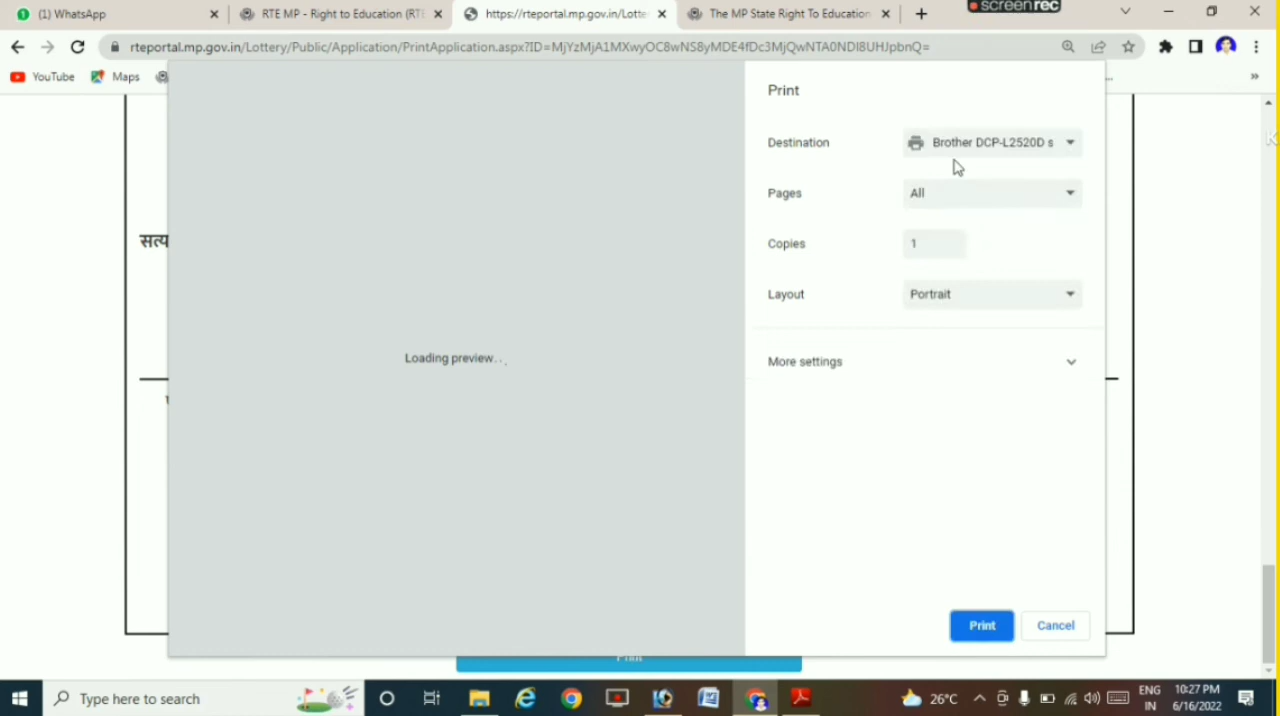 (1) WhatsApp
RTE MP - Right to Education (RTE
https://rteportal.mp.gov.in/Lotte
The MP State Right To Education
screenrec
rteportal.mp.gov.in/Lottery/Public/Application/PrintApplication.aspx?ID=MjYzMjA1MXwyOC8wNS8yMDE4fDc3MjQwNTA0NDI8UHJpbnQ=
YouTube
Maps
Print
Destination
Brother DCP-L2520D s
Pages
All
Copies
1
Layout
Portrait
सत्य
Loading preview...
More settings
Print
Cancel
Print
Type here to search
26°C
ENG
IN
10:27 PM
6/16/2022